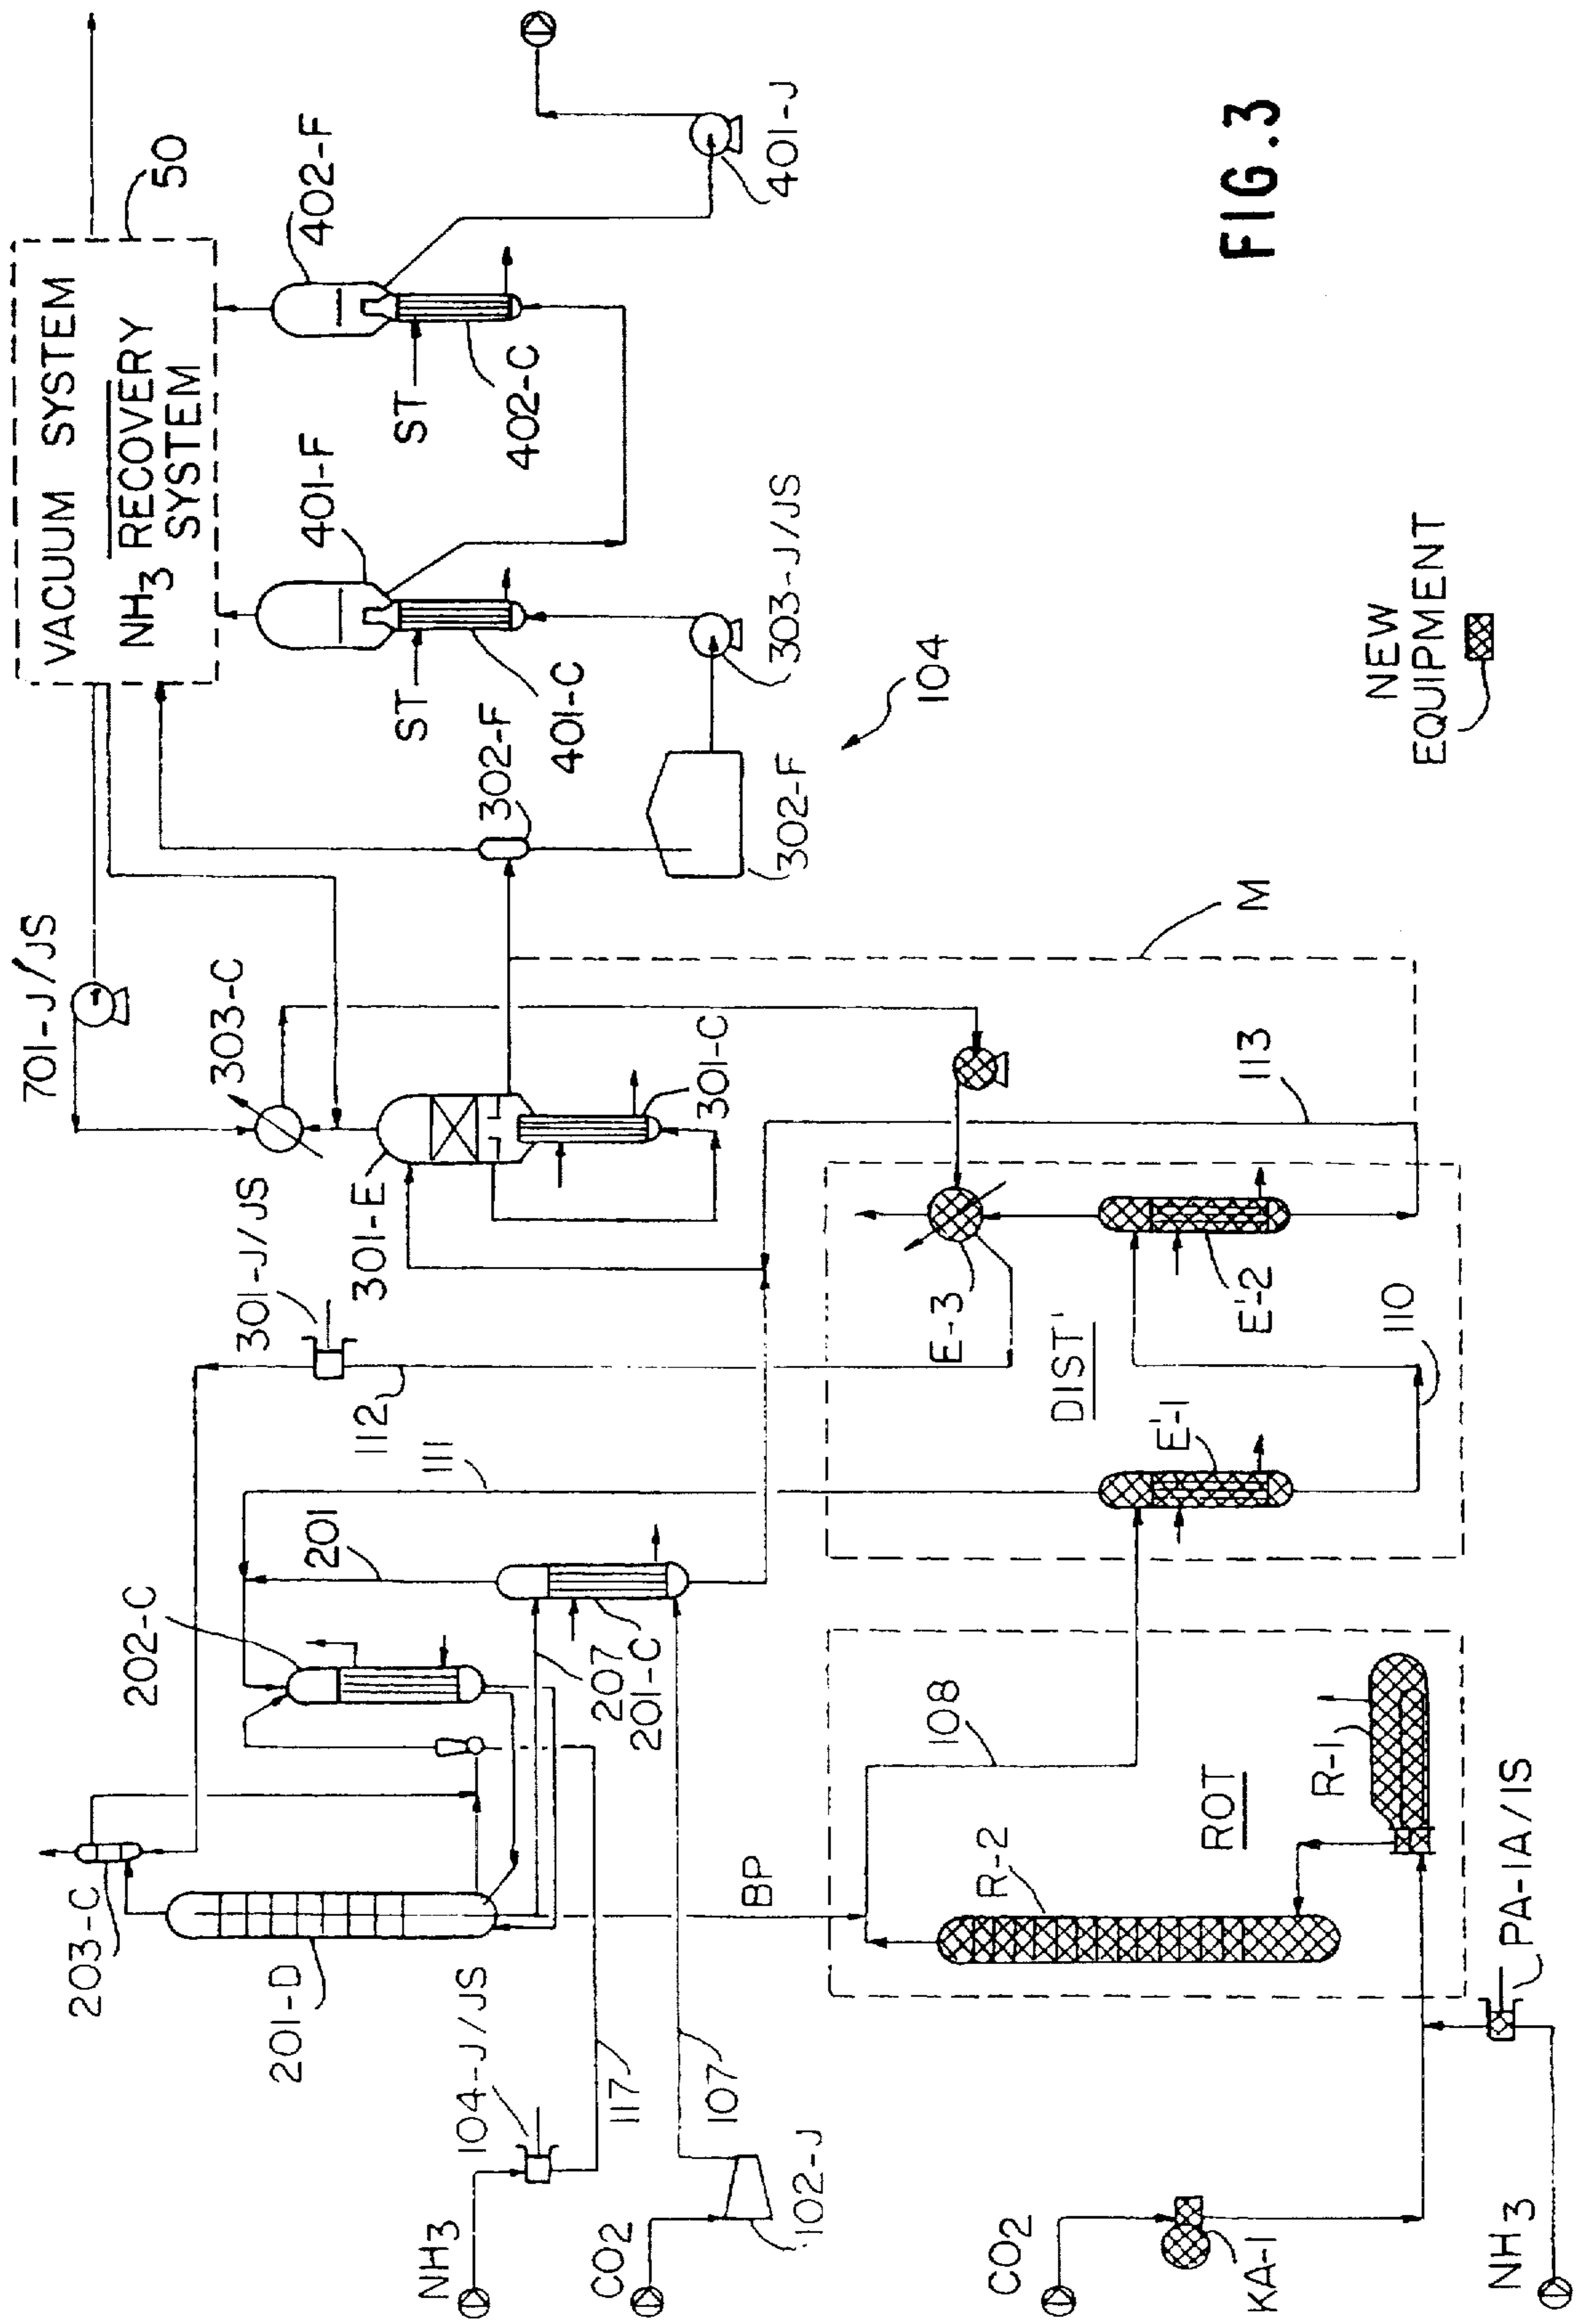 VACUUM SYSTEM
NH3 RECOVERY
SYSTEM
50
402-F
401-F
ST
402-C
ST
401-C
401-J
303-J/JS
302-F
302-F
104
701-J/JS
303-C
301-C
301-E
301-J/JS
M
113
112
111
E-3
DIST'
E'-2
110
E'-1
202-C
201
207
201-C
108
203-C
201-D
BP
R-2
ROT
R-1
104-J/JS
117
107
NH3
CO2
102-J
PA-1A/1S
CO2
KA-1
NH3
NEW
EQUIPMENT
FIG.3